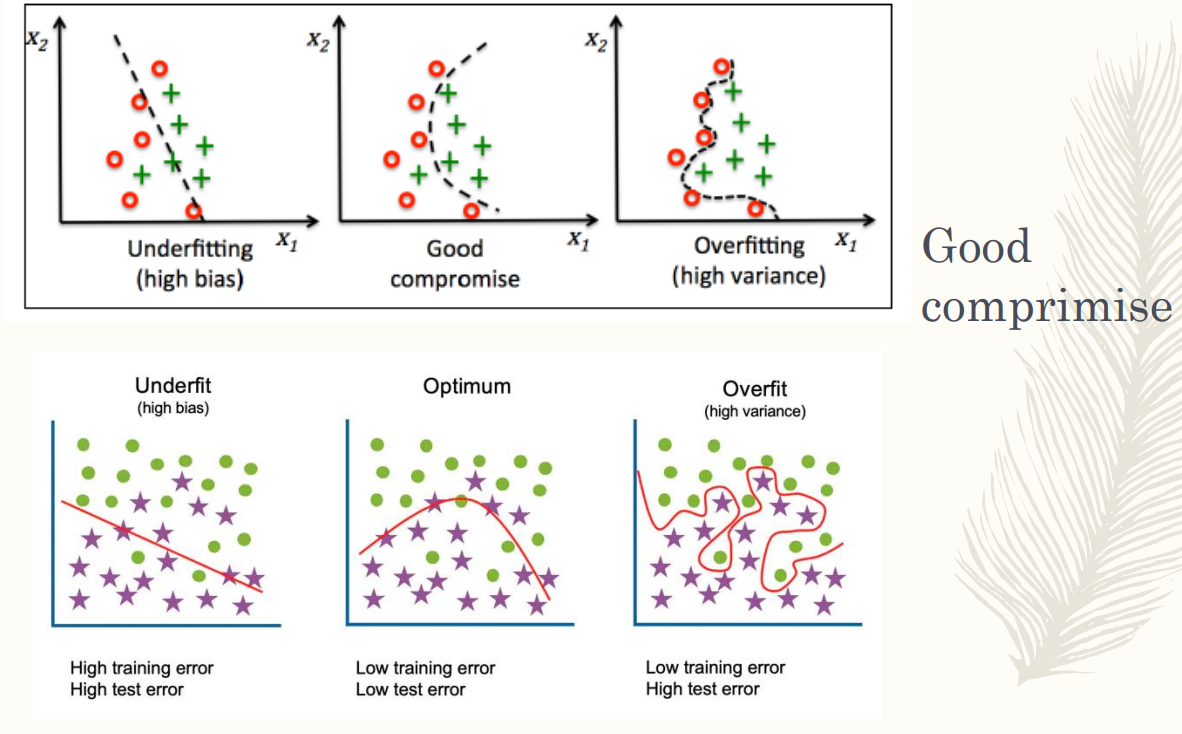 x2
x2
x2
Underfitting
(high bias)
x1
Good
compromise
x1
Overfitting
(high variance)
x1
Good
comprimise
Underfit
(high bias)
Optimum
Overfit
(high variance)
High training error
High test error
Low training error
Low test error
Low training error
High test error